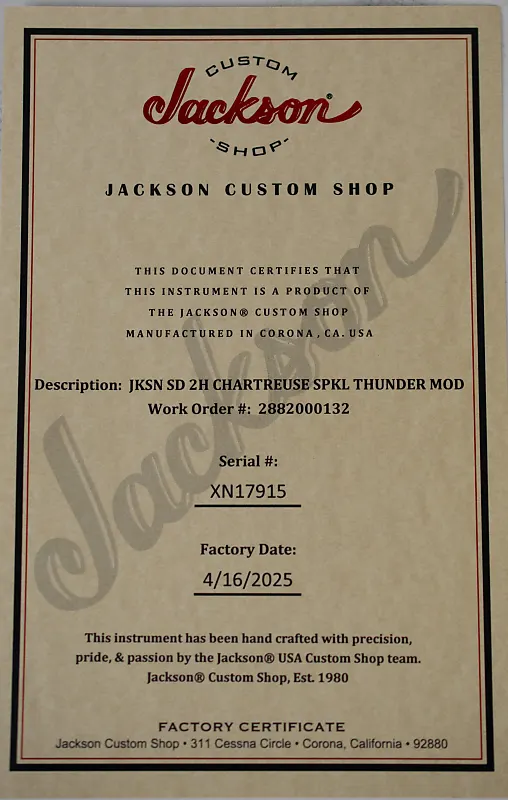 CUSTOM
Jackson®
-SHOP-
JACKSON CUSTOM SHOP
THIS DOCUMENT CERTIFIES THAT
THIS INSTRUMENT IS A PRODUCT OF
THE JACKSON® CUSTOM SHOP
MANUFACTURED IN CORONA, CA. USA
Jackson
Description: JKSN SD 2H CHARTREUSE SPKL THUNDER MOD
Work Order #: 2882000132
Serial #:
XN17915
Factory Date:
4/16/2025
This instrument has been hand crafted with precision,
pride, & passion by the Jackson® USA Custom Shop team.
Jackson® Custom Shop, Est. 1980
FACTORY CERTIFICATE
Jackson Custom Shop • 311 Cessna Circle • Corona, California • 92880